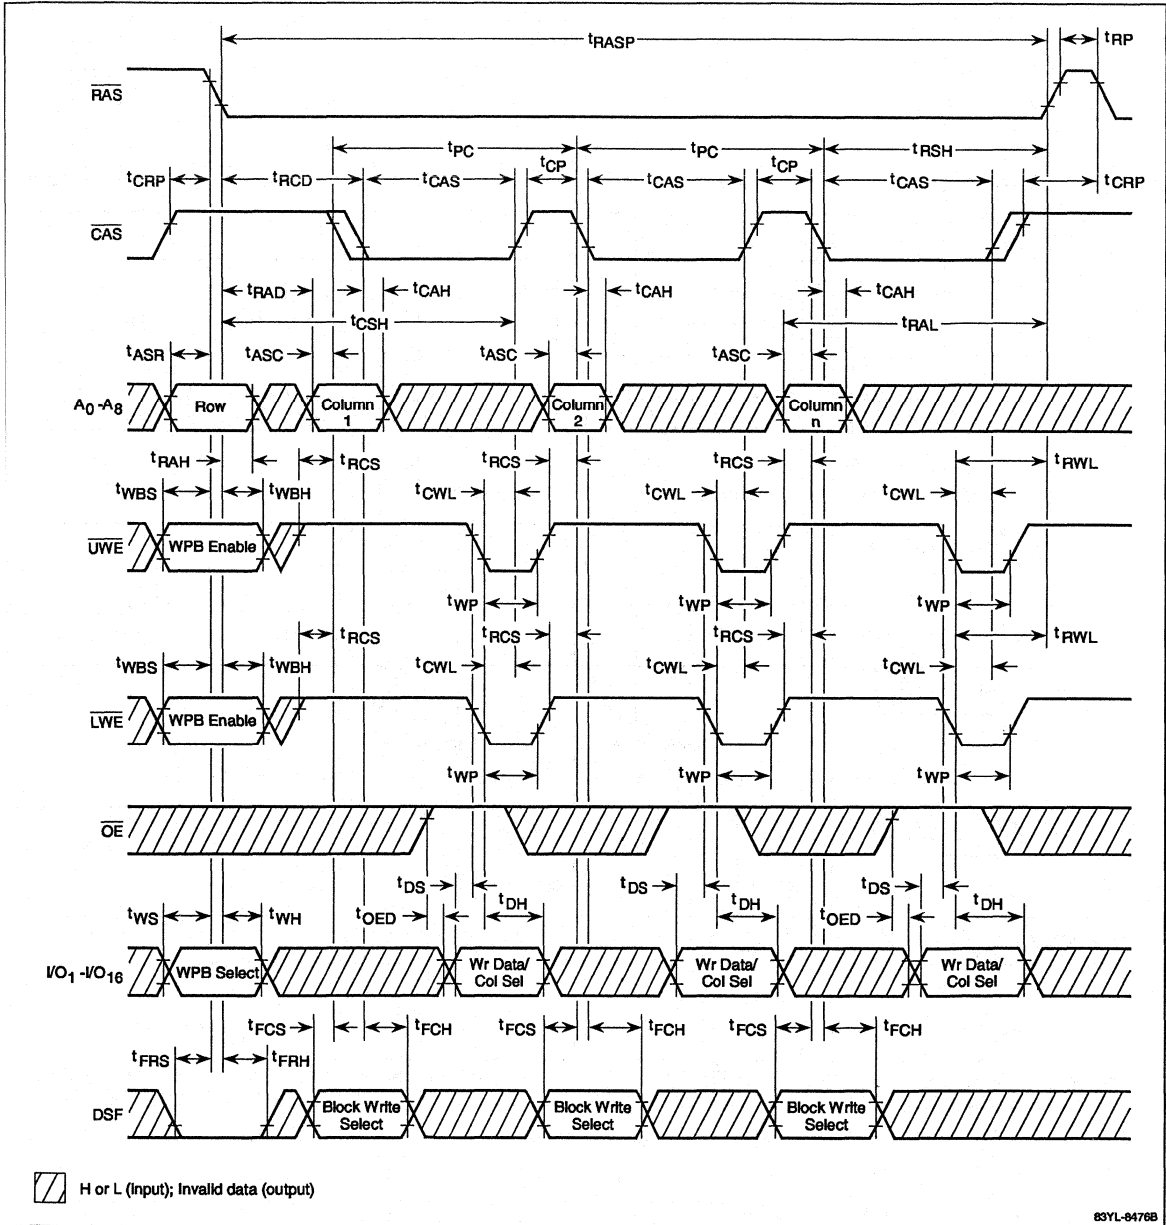 tRASP tRP
RAS
tPC tPC tRSH
tCRP tRCD tCAS tCP tCAS tCP tCAS tCRP
CAS
tRAD tCAH tCAH tCAH
tCSH tRAL
tASR tASC tASC tASC
A0-A8 Row Column 1 Column 2 Column n
tRAH tRCS tRCS tRCS tRWL
tWBS tWBH tCWL tCWL tCWL
UWE WPB Enable
tWP tWP tWP
tRCS tRCS tRCS tRWL
tWBS tWBH tCWL tCWL tCWL
LWE WPB Enable
tWP tWP tWP
OE
tDS tDS tDS
tWS tWH tOED tDH tDH tOED tDH
I/O1-I/O16 WPB Select Wr Data/ Col Sel Wr Data/ Col Sel Wr Data/ Col Sel
tFCS tFCH tFCS tFCH tFCS tFCH
tFRS tFRH
DSF Block Write Select Block Write Select Block Write Select
H or L (input); Invalid data (output)
83YL-8476B